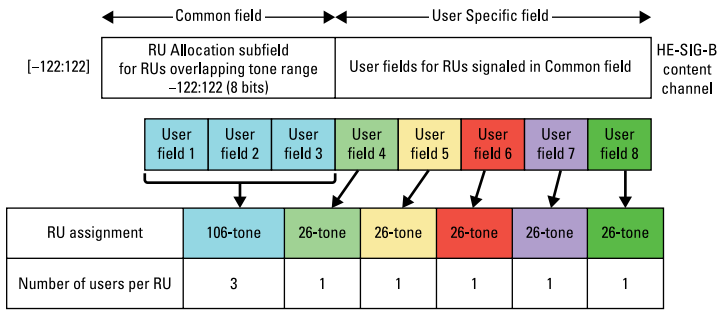 Common field
User Specific field
[–122:122]
RU Allocation subfield
for RUs overlapping tone range
–122:122 (8 bits)
User fields for RUs signaled in Common field
HE-SIG-B
content
channel
User
field 1
User
field 2
User
field 3
User
field 4
User
field 5
User
field 6
User
field 7
User
field 8
RU assignment
106-tone
26-tone
26-tone
26-tone
26-tone
26-tone
Number of users per RU
3
1
1
1
1
1